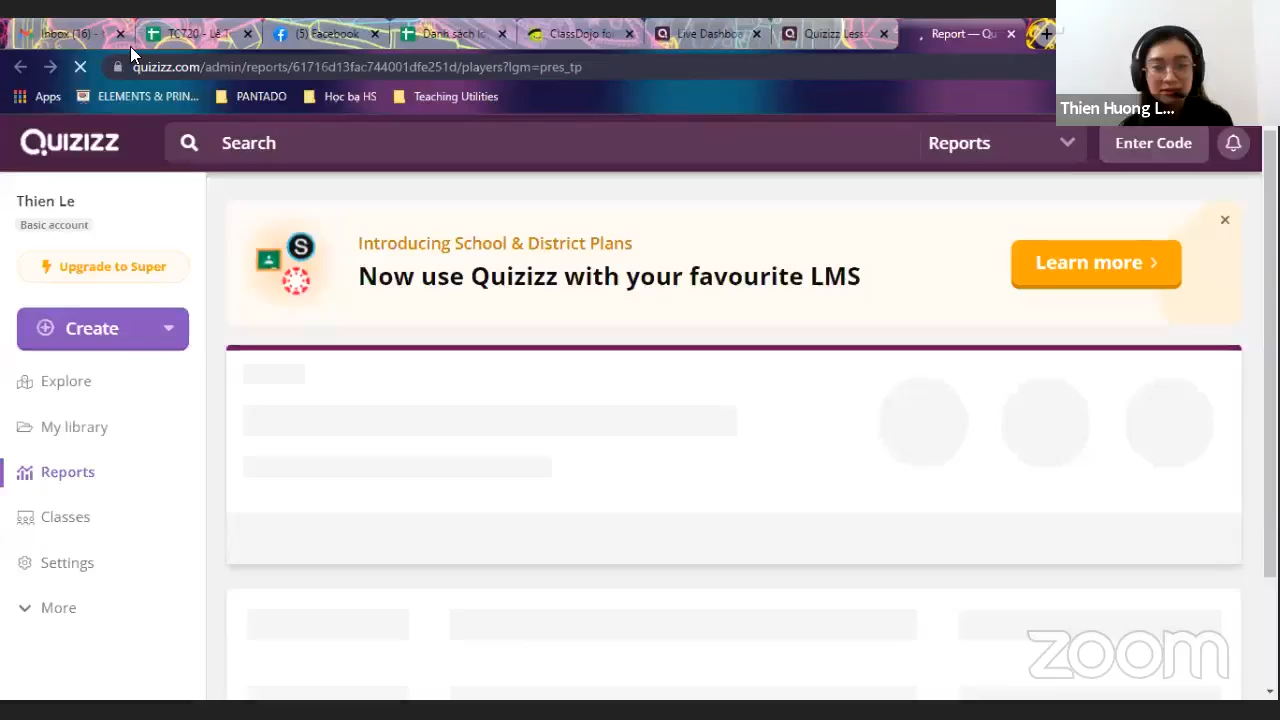 Inbox (16) -
TC720 - Lê T
(5) Facebook
Danh sách lo
ClassDojo fo
Live Dashboa
Quizizz Less
Report — Qu
quizizz.com/admin/reports/61716d13fac744001dfe251d/players?lgm=pres_tp
Apps
ELEMENTS & PRIN...
PANTADO
Học bạ HS
Teaching Utilities
Thien Huong L...
Quizizz
Search
Reports
Enter Code
Thien Le
Basic account
Upgrade to Super
Create
Explore
My library
Reports
Classes
Settings
More
Introducing School & District Plans
Now use Quizizz with your favourite LMS
Learn more
S
zoom